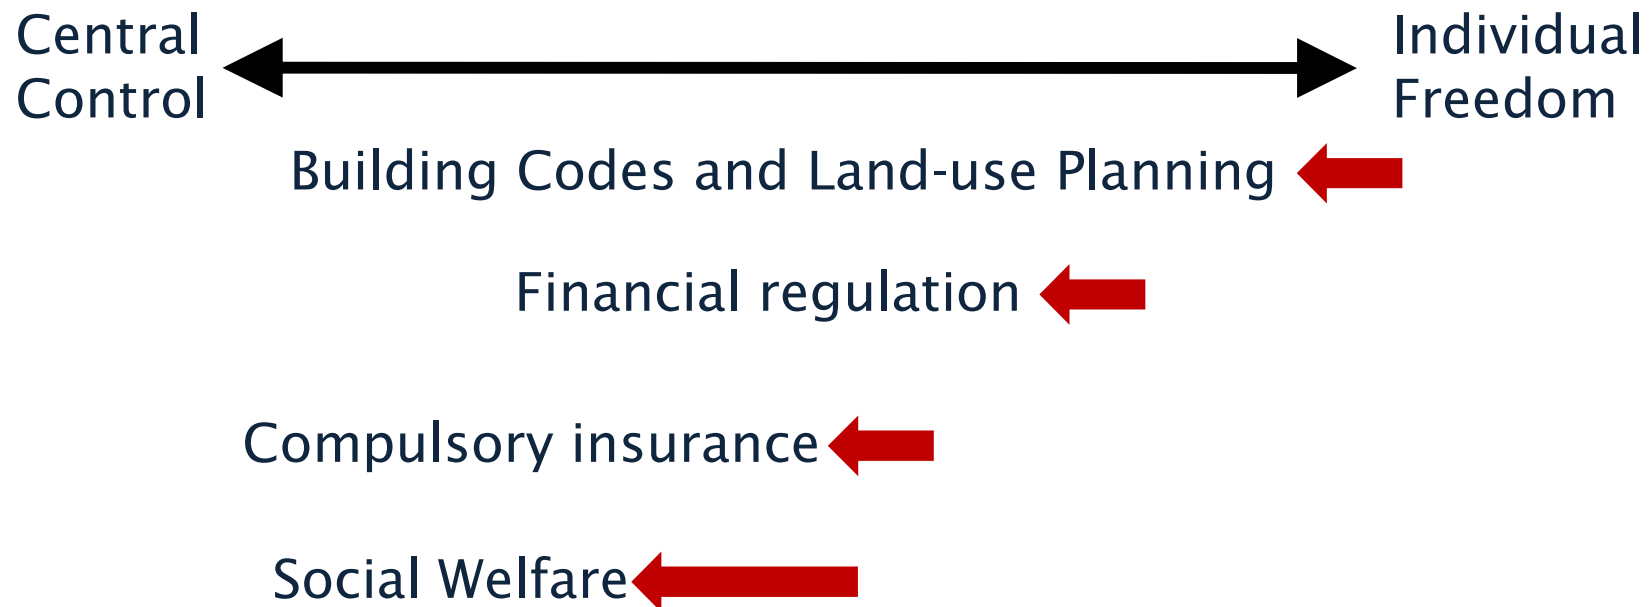 Central
Control
Individual
Freedom
Building Codes and Land-use Planning
Financial regulation
Compulsory insurance
Social Welfare